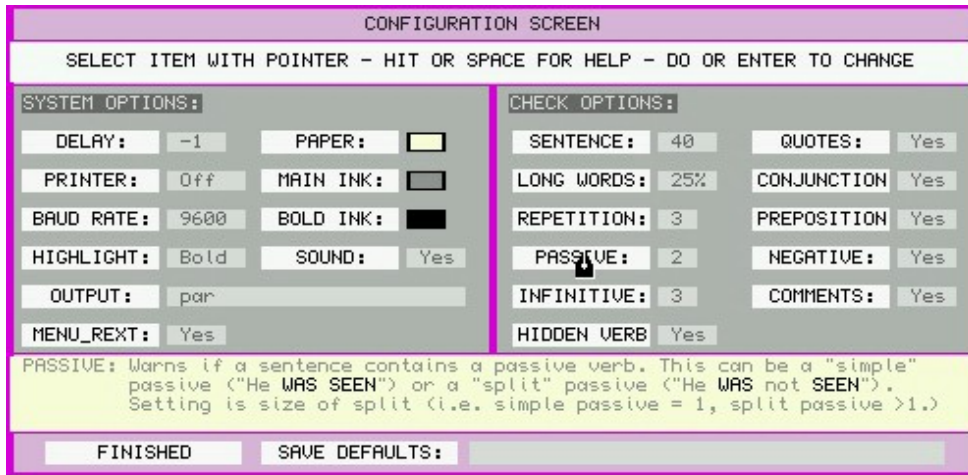 CONFIGURATION SCREEN
SELECT ITEM WITH POINTER - HIT OR SPACE FOR HELP - DO OR ENTER TO CHANGE
SYSTEM OPTIONS:
DELAY: -1 PAPER:
PRINTER: Off MAIN INK:
BAUD RATE: 9600 BOLD INK:
HIGHLIGHT: Bold SOUND: Yes
OUTPUT: par
MENU_REXT: Yes
CHECK OPTIONS:
SENTENCE: 40 QUOTES: Yes
LONG WORDS: 25% CONJUNCTION Yes
REPETITION: 3 PREPOSITION Yes
PASSIVE: 2 NEGATIVE: Yes
INFINITIVE: 3 COMMENTS: Yes
HIDDEN VERB Yes
PASSIVE: Warns if a sentence contains a passive verb. This can be a "simple"
passive ("He WAS SEEN") or a "split" passive ("He WAS not SEEN").
Setting is size of split (i.e. simple passive = 1, split passive >1.)
FINISHED SAVE DEFAULTS: